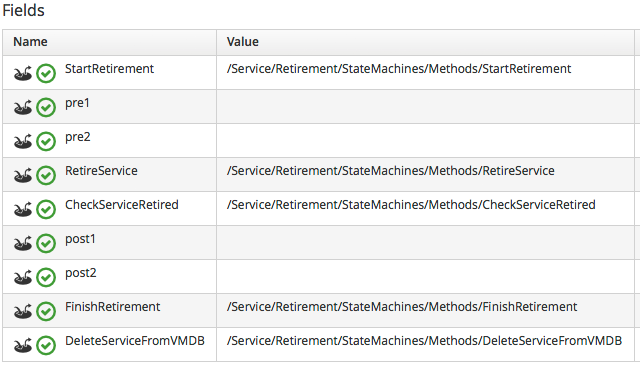 Fields
Name Value
StartRetirement /Service/Retirement/StateMachines/Methods/StartRetirement
pre1
pre2
RetireService /Service/Retirement/StateMachines/Methods/RetireService
CheckServiceRetired /Service/Retirement/StateMachines/Methods/CheckServiceRetired
post1
post2
FinishRetirement /Service/Retirement/StateMachines/Methods/FinishRetirement
DeleteServiceFromVMDB /Service/Retirement/StateMachines/Methods/DeleteServiceFromVMDB